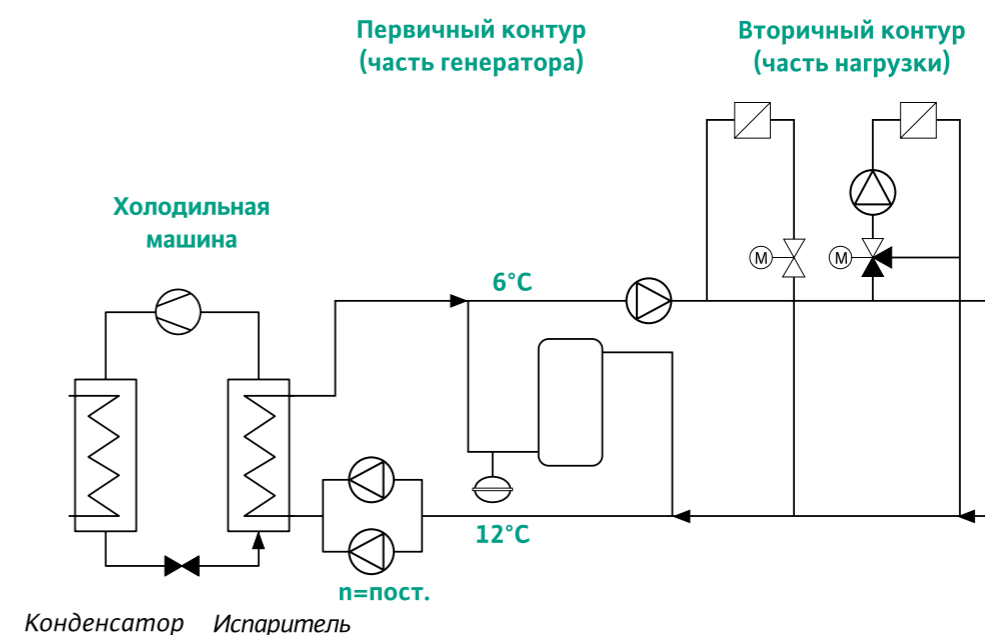 Первичный контур
(часть генератора)
Вторичный контур
(часть нагрузки)
Холодильная
машина
M
M
6°C
12°C
n=пост.
Конденсатор
Испаритель